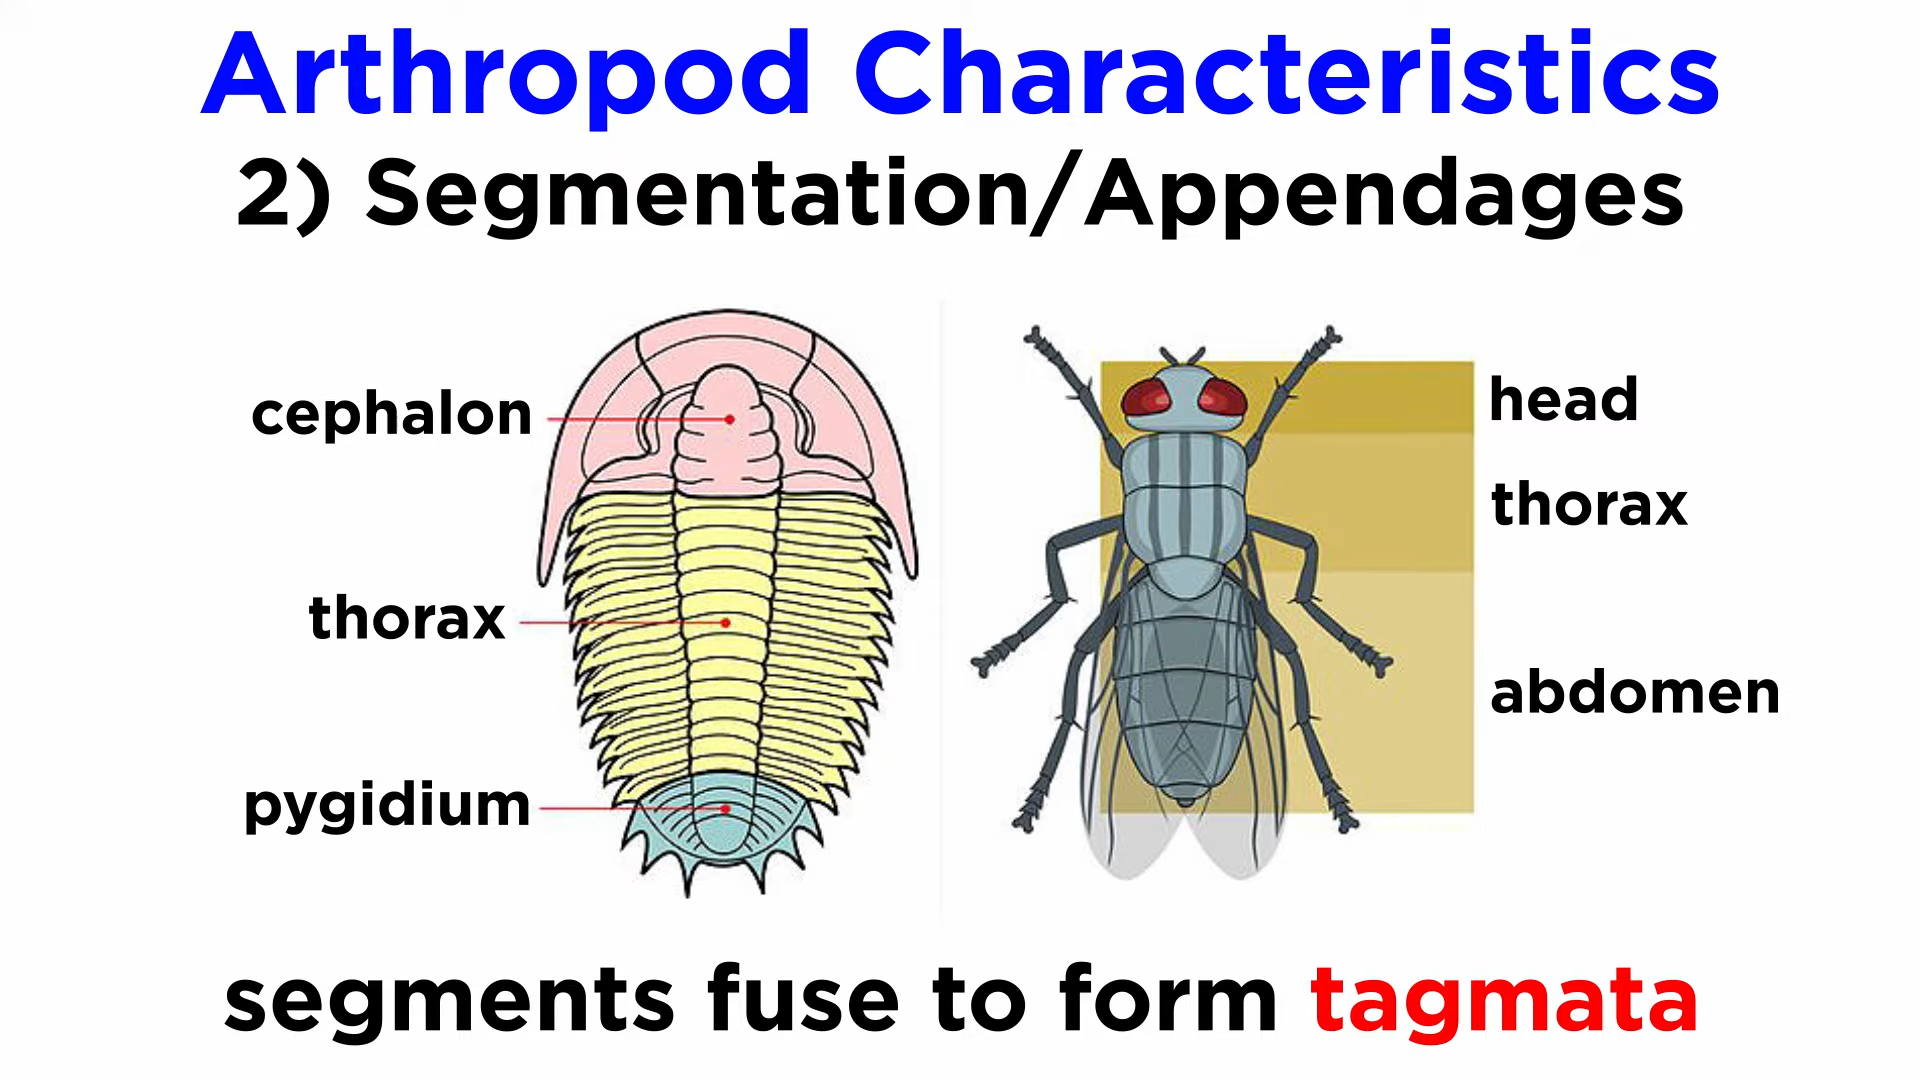 Arthropod Characteristics
2) Segmentation/Appendages
cephalon
thorax
pygidium
head
thorax
abdomen
segments fuse to form tagmata